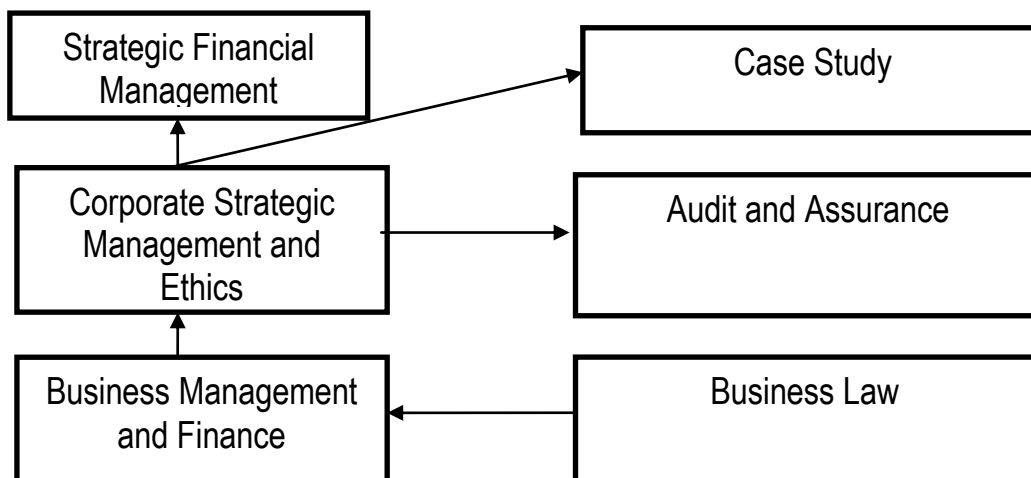 Strategic Financial
Management
Case Study
Corporate Strategic
Management and
Ethics
Audit and Assurance
Business Management
and Finance
Business Law